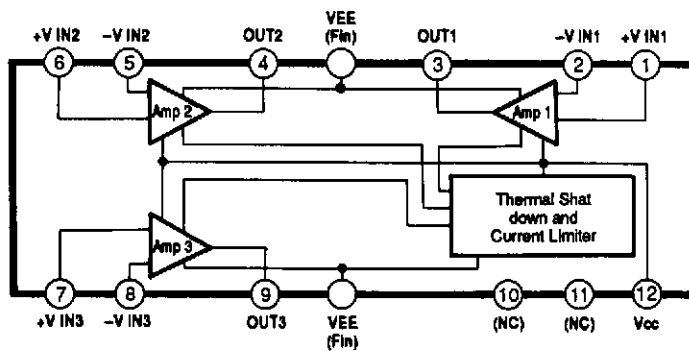 +V IN2
−V IN2
OUT2
VEE
(Fin)
OUT1
−V IN1
+V IN1
6
5
4
3
2
1
Amp 2
Amp 1
Thermal Shat
down and
Current Limiter
Amp 3
7
8
9
10
11
12
+V IN3
−V IN3
OUT3
VEE
(Fin)
(NC)
(NC)
Vcc